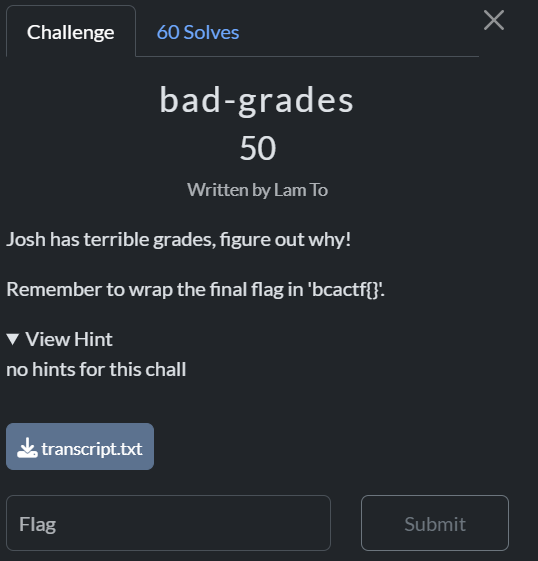 Challenge
60 Solves
bad-grades
50
Written by Lam To
Josh has terrible grades, figure out why!
Remember to wrap the final flag in 'bcactf{}'.
▼ View Hint
no hints for this chall
transcript.txt
Flag
Submit